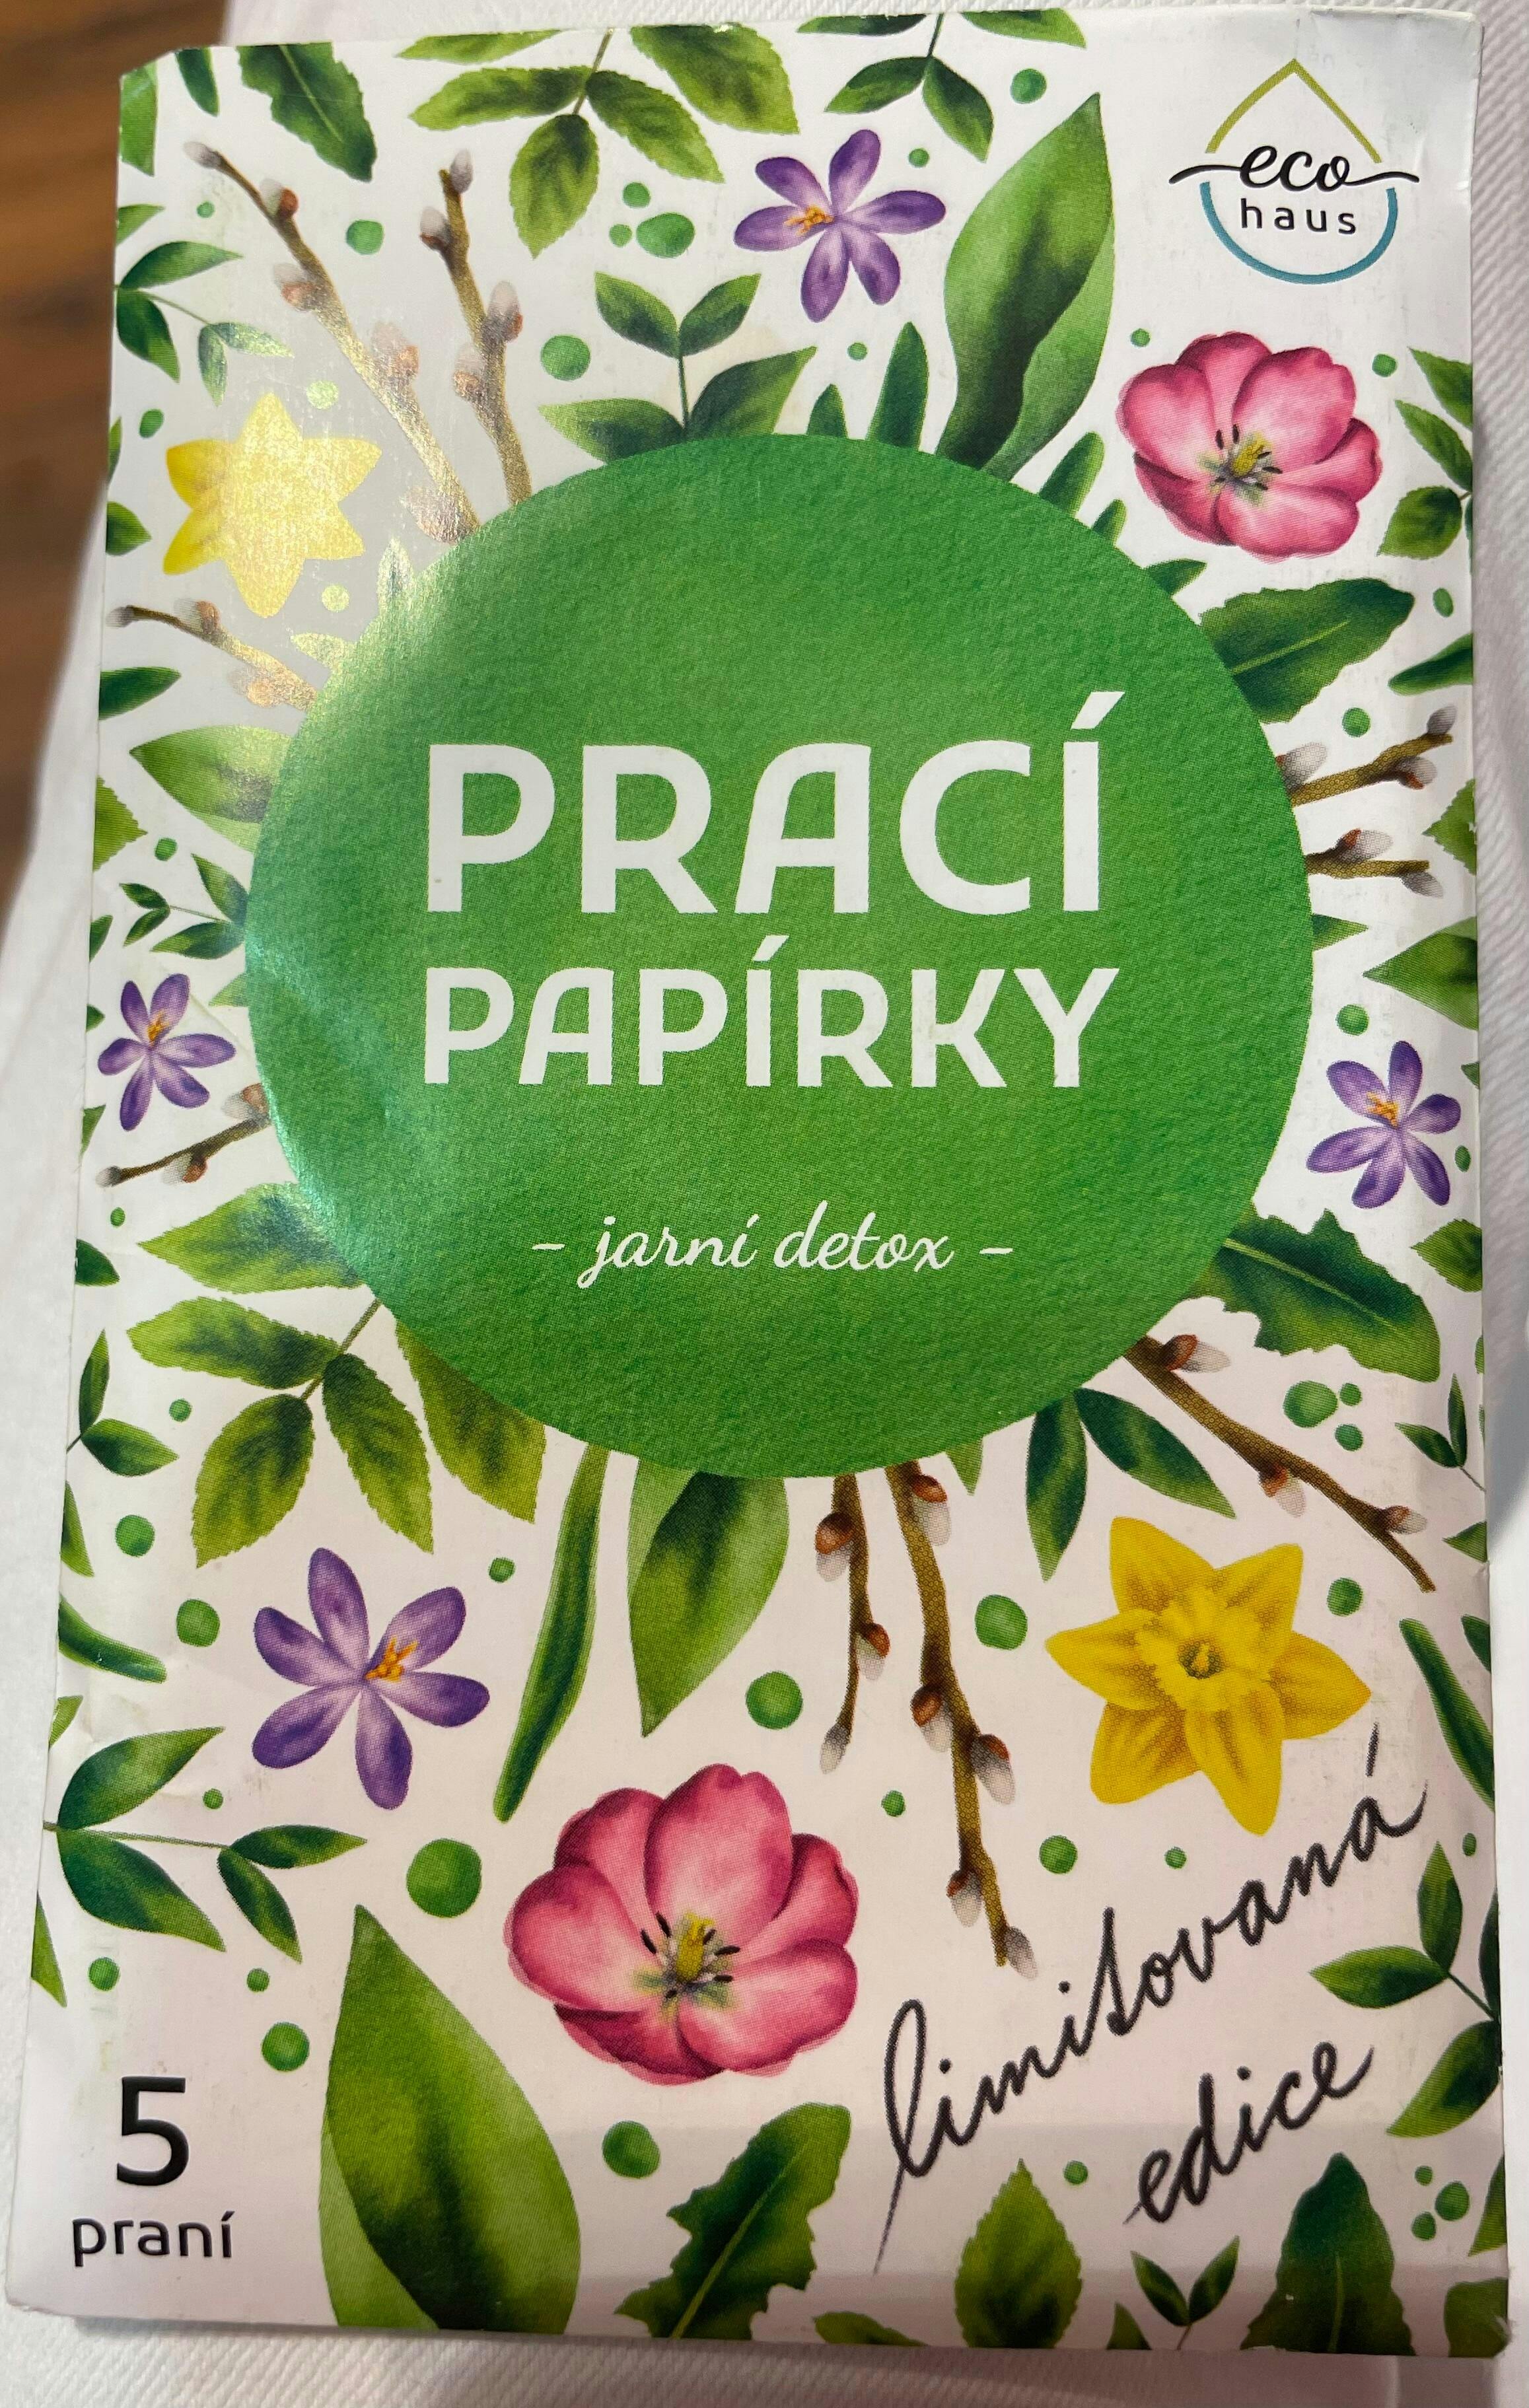 eco
haus
PRACÍ
PAPÍRKY
- jarní detox -
limitovaná
edice
5
praní